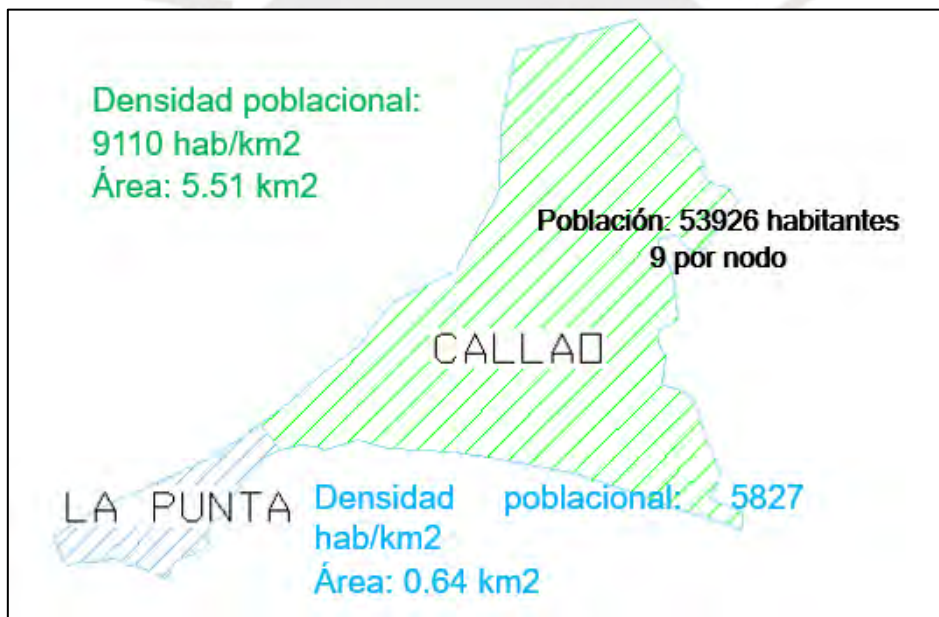 Densidad poblacional:
9110 hab/km2
Área: 5.51 km2
Población: 53926 habitantes
9 por nodo
CALLAO
LA PUNTA
Densidad poblacional: 5827
hab/km2
Área: 0.64 km2